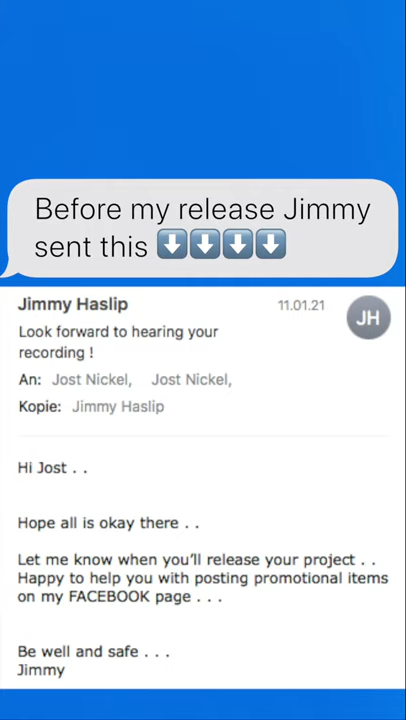 Before my release Jimmy
sent this ⬇️⬇️⬇️⬇️
Jimmy Haslip 11.01.21 JH
Look forward to hearing your
recording !
An: Jost Nickel, Jost Nickel,
Kopie: Jimmy Haslip
Hi Jost . .
Hope all is okay there . .
Let me know when you'll release your project . .
Happy to help you with posting promotional items
on my FACEBOOK page . . .
Be well and safe . . .
Jimmy